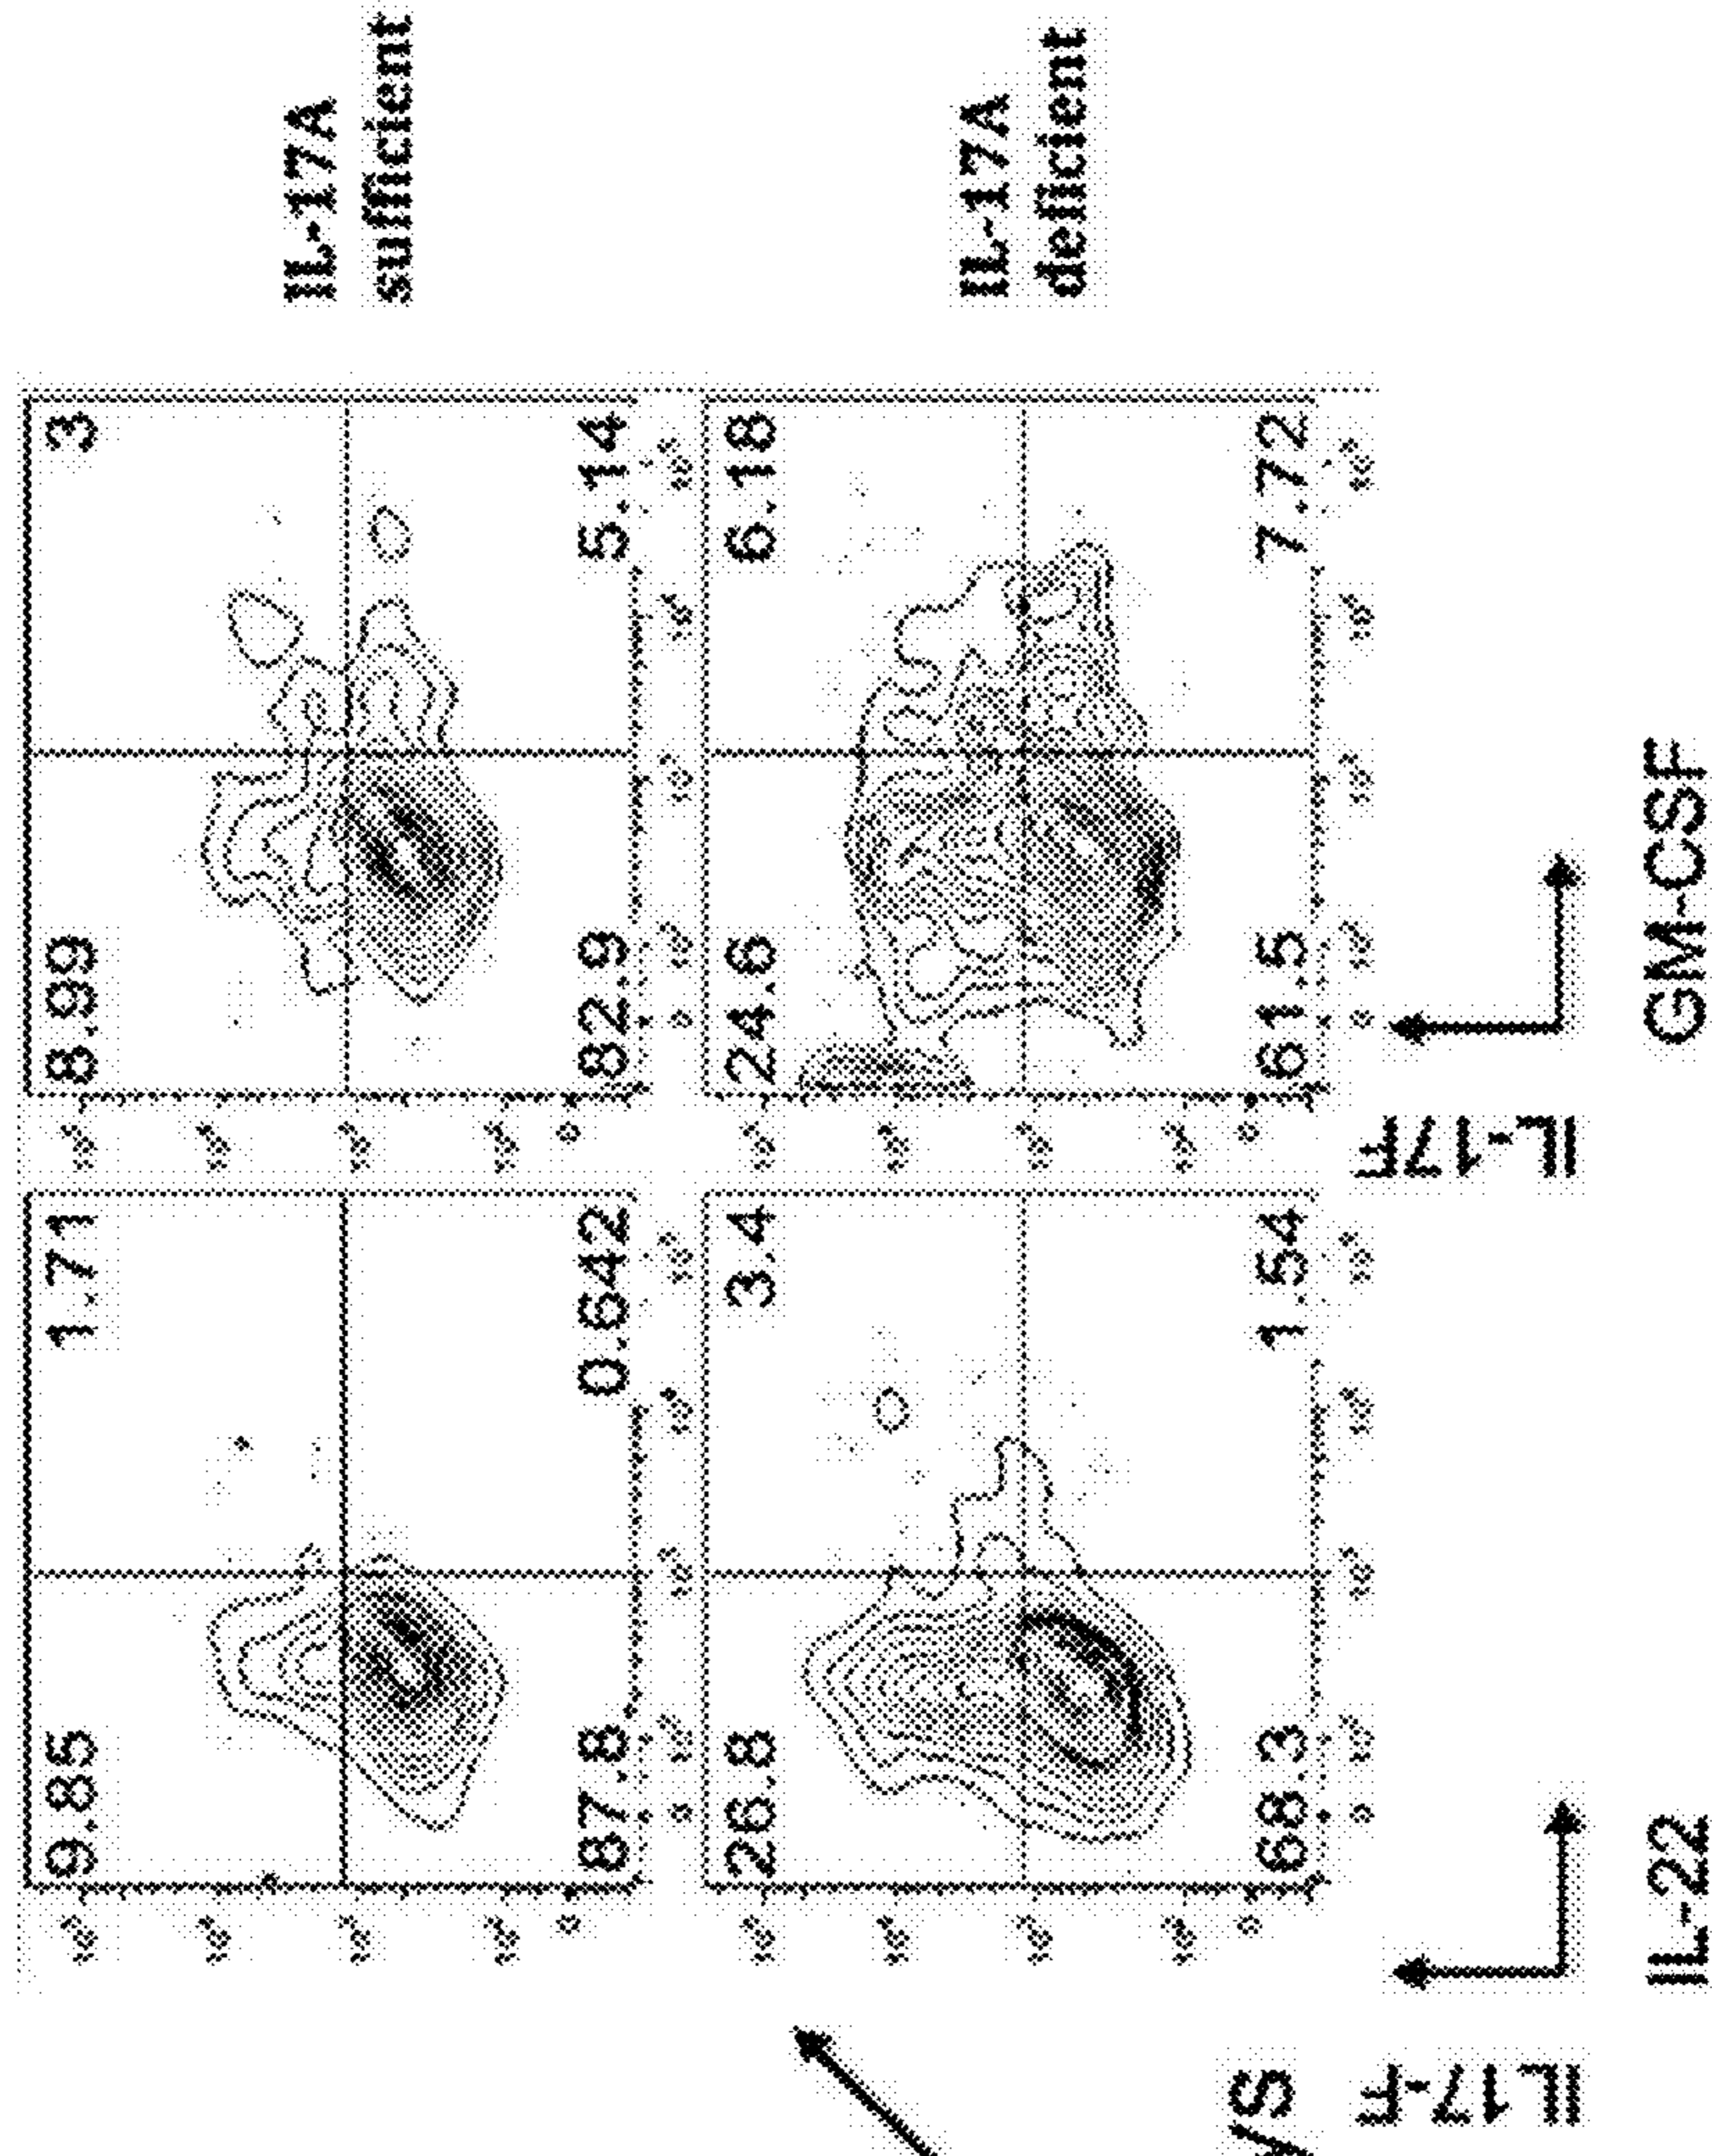 9.85 1.71 8.99 3
IL-17A
sufficient
87.8 0.642 82.9 5.14
26.8 3.4 24.6 6.18
IL-17A
deficient
68.3 1.54 61.5 7.72
IL17-F
IL-17F
IL-22
GM-CSF